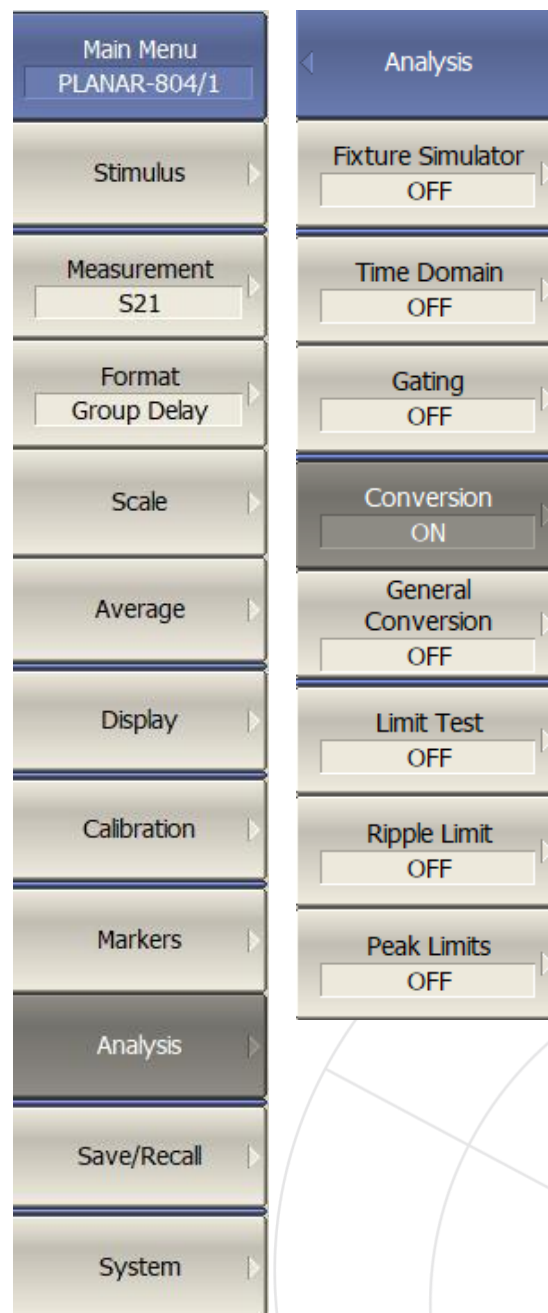 Main Menu
PLANAR-804/1
Stimulus
Measurement
S21
Format
Group Delay
Scale
Average
Display
Calibration
Markers
Analysis
Save/Recall
System
Analysis
Fixture Simulator
OFF
Time Domain
OFF
Gating
OFF
Conversion
ON
General
Conversion
OFF
Limit Test
OFF
Ripple Limit
OFF
Peak Limits
OFF